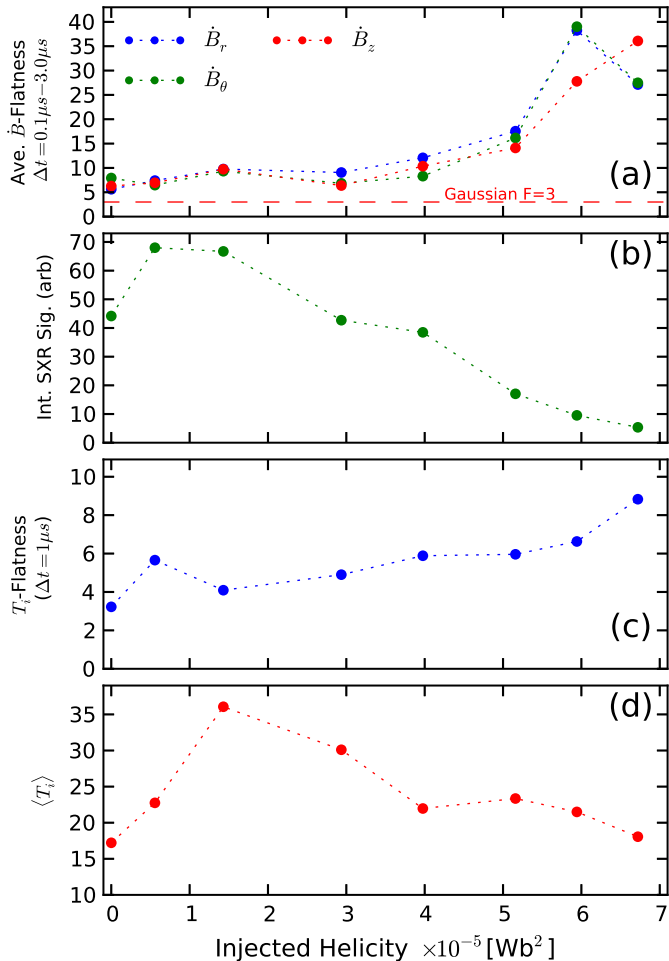 40
35
30
25
20
15
10
5
0
Ave. Ḃ-Flatness
Δt=0.1μs−3.0μs
Ḃr Ḃz
Ḃθ
(a)
Gaussian F=3
70
60
50
40
30
20
10
0
Int. SXR Sig. (arb)
(b)
10
8
6
4
2
0
Ti-Flatness
(Δt=1μs)
(c)
35
30
25
20
15
10
⟨Ti⟩
(d)
0 1 2 3 4 5 6 7
Injected Helicity ×10⁻⁵[Wb²]